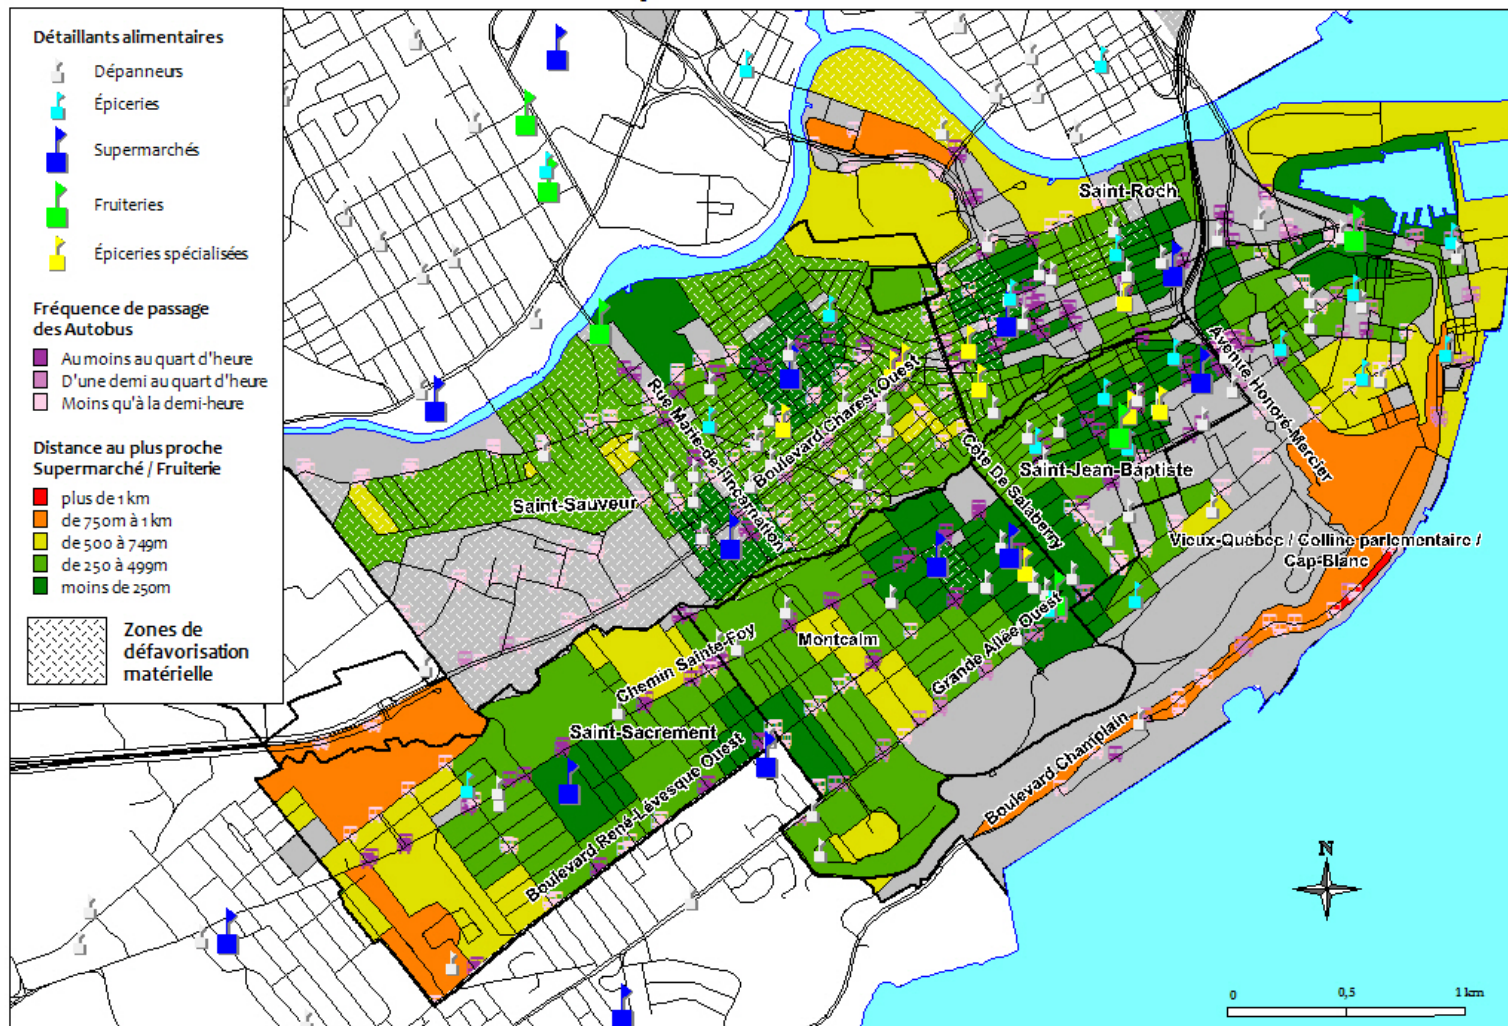 Détaillants alimentaires
Dépanneurs
Épiceries
Supermarchés
Fruiteries
Épiceries spécialisées
Fréquence de passage
des Autobus
Au moins au quart d'heure
D'une demi au quart d'heure
Moins qu'à la demi-heure
Distance au plus proche
Supermarché / Fruiterie
plus de 1 km
de 750m à 1 km
de 500 à 749m
de 250 à 499m
moins de 250m
Zones de
défavorisation
matérielle
Saint-Roch
Avenue Honoré-Mercier
Rue Marie-de-l'Incarnation
Boulevard Charest Ouest
Côte De Salaberry
Saint-Jean-Baptiste
Saint-Sauveur
Vieux-Québec / Colline parlementaire /
Cap-Blanc
Chemin Sainte-Foy
Montcalm
Grande Allée Ouest
Saint-Sacrement
Boulevard René-Lévesque Ouest
Boulevard Champlain
N
0 0,5 1 km